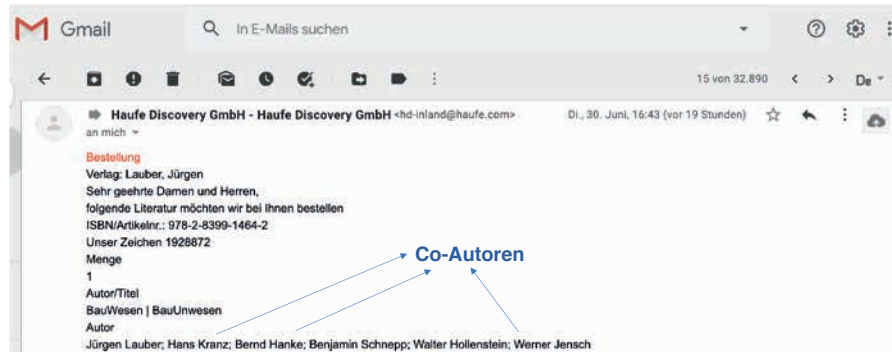 Gmail
In E-Mails suchen
15 von 32.890
De
Haufe Discovery GmbH - Haufe Discovery GmbH <hd-inland@haufe.com>
Di., 30. Juni, 16:43 (vor 19 Stunden)
an mich
Bestellung
Verlag: Lauber, Jürgen
Sehr geehrte Damen und Herren,
folgende Literatur möchten wir bei Ihnen bestellen
ISBN/Artikelnr.: 978-2-8399-1464-2
Unser Zeichen 1928872
Menge
Co-Autoren
1
Autor/Titel
BauWesen | BauUnwesen
Autor
Jürgen Lauber; Hans Kranz; Bernd Hanke; Benjamin Schnepp; Walter Hollenstein; Werner Jensch